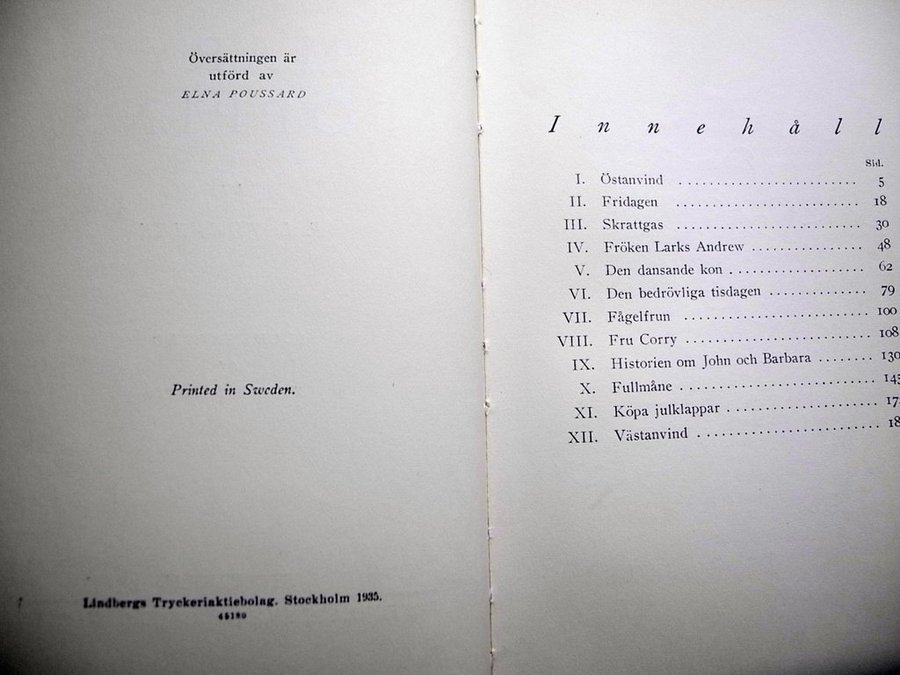 Översättningen är
utförd av
ELNA POUSSARD
Printed in Sweden.
Lindbergs Tryckeriaktiebolag. Stockholm 1935.
Innehåll
Sid.
I. Östanvind 5
II. Fridagen 18
III. Skrattgas 30
IV. Fröken Larks Andrew 48
V. Den dansande kon 62
VI. Den bedrövliga tisdagen 79
VII. Fågelfrun 100
VIII. Fru Corry 108
IX. Historien om John och Barbara 130
X. Fullmåne 145
XI. Köpa julklappar
XII. Västanvind